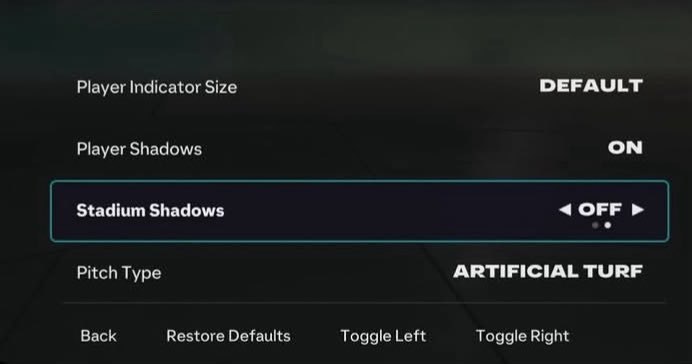 Player Indicator Size DEFAULT
Player Shadows ON
Stadium Shadows OFF
Pitch Type ARTIFICIAL TURF
Back Restore Defaults Toggle Left Toggle Right